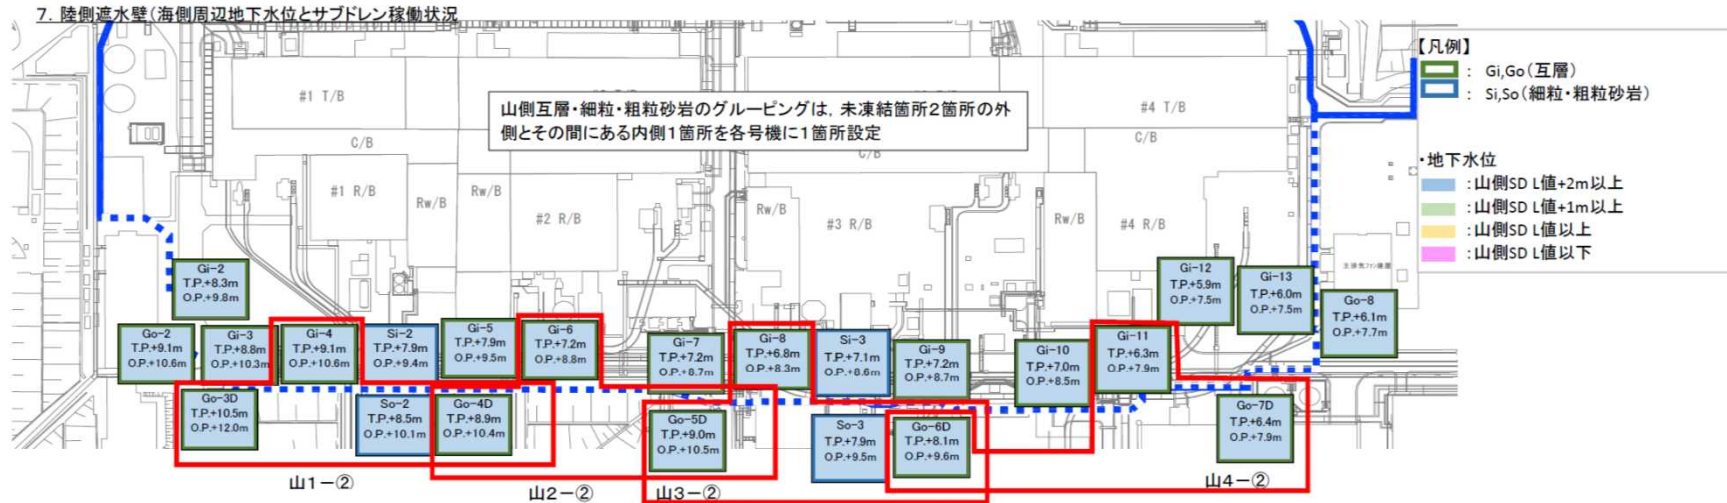 7. 陸側遮水壁(海側周辺地下水位とサブドレン稼働状況
【凡例】
: Gi,Go(互層)
: Si,So(細粒・粗粒砂岩)
・地下水位
:山側SD L値+2m以上
:山側SD L値+1m以上
:山側SD L値以上
:山側SD L値以下
#1 T/B
#4 T/B
山側互層・細粒・粗粒砂岩のグルーピングは, 未凍結箇所2箇所の外
側とその間にある内側1箇所を各号機に1箇所設定
C/B
C/B
C/B
#1 R/B
Rw/B
Rw/B
#2 R/B
Rw/B
#3 R/B
Rw/B
#4 R/B
Gi-2
T.P.+8.3m
O.P.+9.8m
Gi-12
T.P.+5.9m
O.P.+7.5m
Gi-13
T.P.+6.0m
O.P.+7.5m
Go-8
T.P.+6.1m
O.P.+7.7m
Go-2
T.P.+9.1m
O.P.+10.6m
Gi-3
T.P.+8.8m
O.P.+10.3m
Gi-4
T.P.+9.1m
O.P.+10.6m
Si-2
T.P.+7.9m
O.P.+9.4m
Gi-5
T.P.+7.9m
O.P.+9.5m
Gi-6
T.P.+7.2m
O.P.+8.8m
Gi-7
T.P.+7.2m
O.P.+8.7m
Gi-8
T.P.+6.8m
O.P.+8.3m
Si-3
T.P.+7.1m
O.P.+8.6m
Gi-9
T.P.+7.2m
O.P.+8.7m
Gi-10
T.P.+7.0m
O.P.+8.5m
Gi-11
T.P.+6.3m
O.P.+7.9m
Go-3D
T.P.+10.5m
O.P.+12.0m
So-2
T.P.+8.5m
O.P.+10.1m
Go-4D
T.P.+8.9m
O.P.+10.4m
Go-5D
T.P.+9.0m
O.P.+10.5m
So-3
T.P.+7.9m
O.P.+9.5m
Go-6D
T.P.+8.1m
O.P.+9.6m
Go-7D
T.P.+6.4m
O.P.+7.9m
山1-②
山2-②
山3-②
山4-②